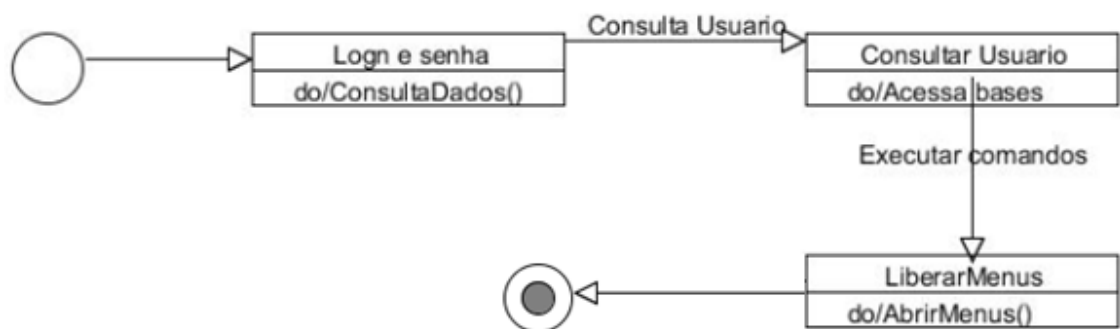 Logn e senha
do/ConsultaDados()
Consulta Usuario
Consultar Usuario
do/Acessa bases
Executar comandos
LiberarMenus
do/AbrirMenus()